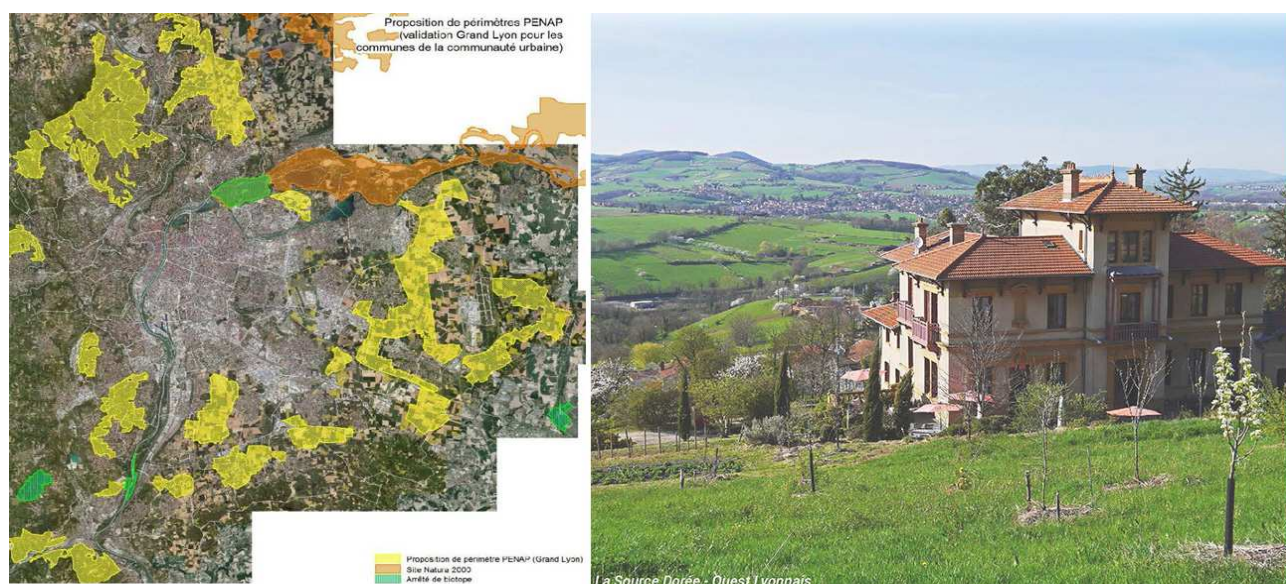 Proposition de périmètres PENAP
(validation Grand Lyon pour les
communes de la communauté urbaine)
Proposition de périmètre PENAP (Grand Lyon)
Site Natura 2000
Arrêté de biotope
La Source Dorée - Ouest Lyonnais